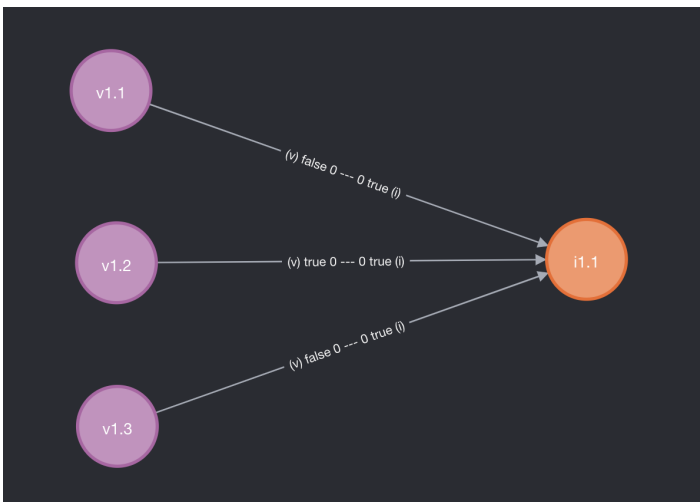 v1.1
(v) false 0 --- 0 true (i)
v1.2
(v) true 0 --- 0 true (i)
i1.1
(v) false 0 --- 0 true (i)
v1.3